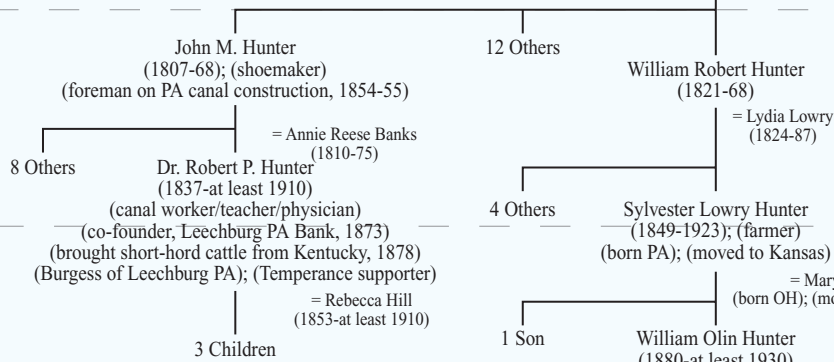 John M. Hunter
(1807-68); (shoemaker)
(foreman on PA canal construction, 1854-55)
12 Others
William Robert Hunter
(1821-68)
= Annie Reese Banks
(1810-75)
= Lydia Lowry
(1824-87)
8 Others
Dr. Robert P. Hunter
(1837-at least 1910)
(canal worker/teacher/physician)
(co-founder, Leechburg PA Bank, 1873)
(brought short-hord cattle from Kentucky, 1878)
(Burgess of Leechburg PA); (Temperance supporter)
4 Others
Sylvester Lowry Hunter
(1849-1923); (farmer)
(born PA); (moved to Kansas)
= Rebecca Hill
(1853-at least 1910)
= Mary
(born OH); (mo
3 Children
1 Son
William Olin Hunter
(1880-at least 1930)